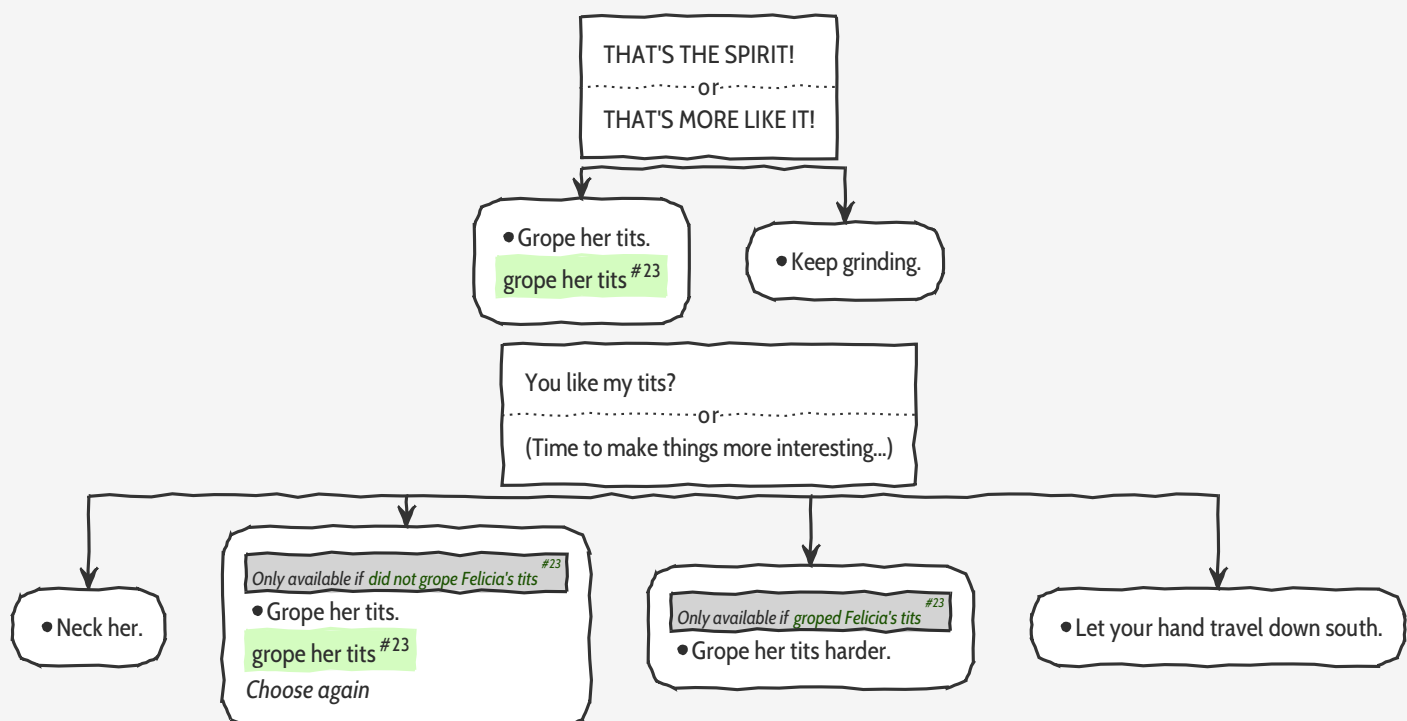 THAT'S THE SPIRIT!
or
THAT'S MORE LIKE IT!
•Grope her tits.
grope her tits #23
•Keep grinding.
You like my tits?
or
(Time to make things more interesting...)
•Neck her.
Only available if did not grope Felicia's tits #23
•Grope her tits.
grope her tits #23
Choose again
Only available if groped Felicia's tits #23
•Grope her tits harder.
•Let your hand travel down south.